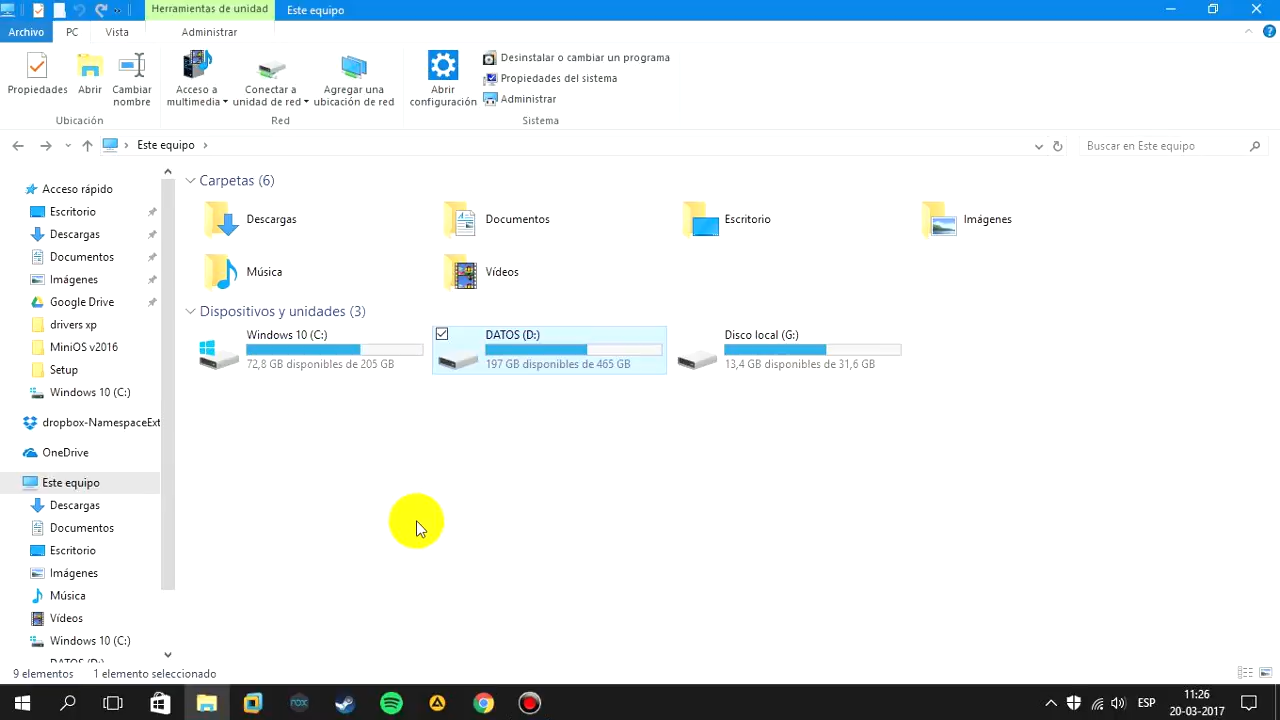 Herramientas de unidad
Este equipo
Archivo
PC
Vista
Administrar
Propiedades
Abrir
Cambiar
nombre
Acceso a
multimedia
Conectar a
unidad de red
Agregar una
ubicación de red
Abrir
configuración
Desinstalar o cambiar un programa
Propiedades del sistema
Administrar
Ubicación
Red
Sistema
Este equipo
Buscar en Este equipo
Acceso rápido
Escritorio
Descargas
Documentos
Imágenes
Google Drive
drivers xp
MiniOS v2016
Setup
Windows 10 (C:)
dropbox-NamespaceExt
OneDrive
Este equipo
Descargas
Documentos
Escritorio
Imágenes
Música
Vídeos
Windows 10 (C:)
DATOS (D:)
Carpetas (6)
Descargas
Documentos
Escritorio
Imágenes
Música
Vídeos
Dispositivos y unidades (3)
Windows 10 (C:)
72,8 GB disponibles de 205 GB
DATOS (D:)
197 GB disponibles de 465 GB
Disco local (G:)
13,4 GB disponibles de 31,6 GB
9 elementos
1 elemento seleccionado
nox
ESP
11:26
20-03-2017